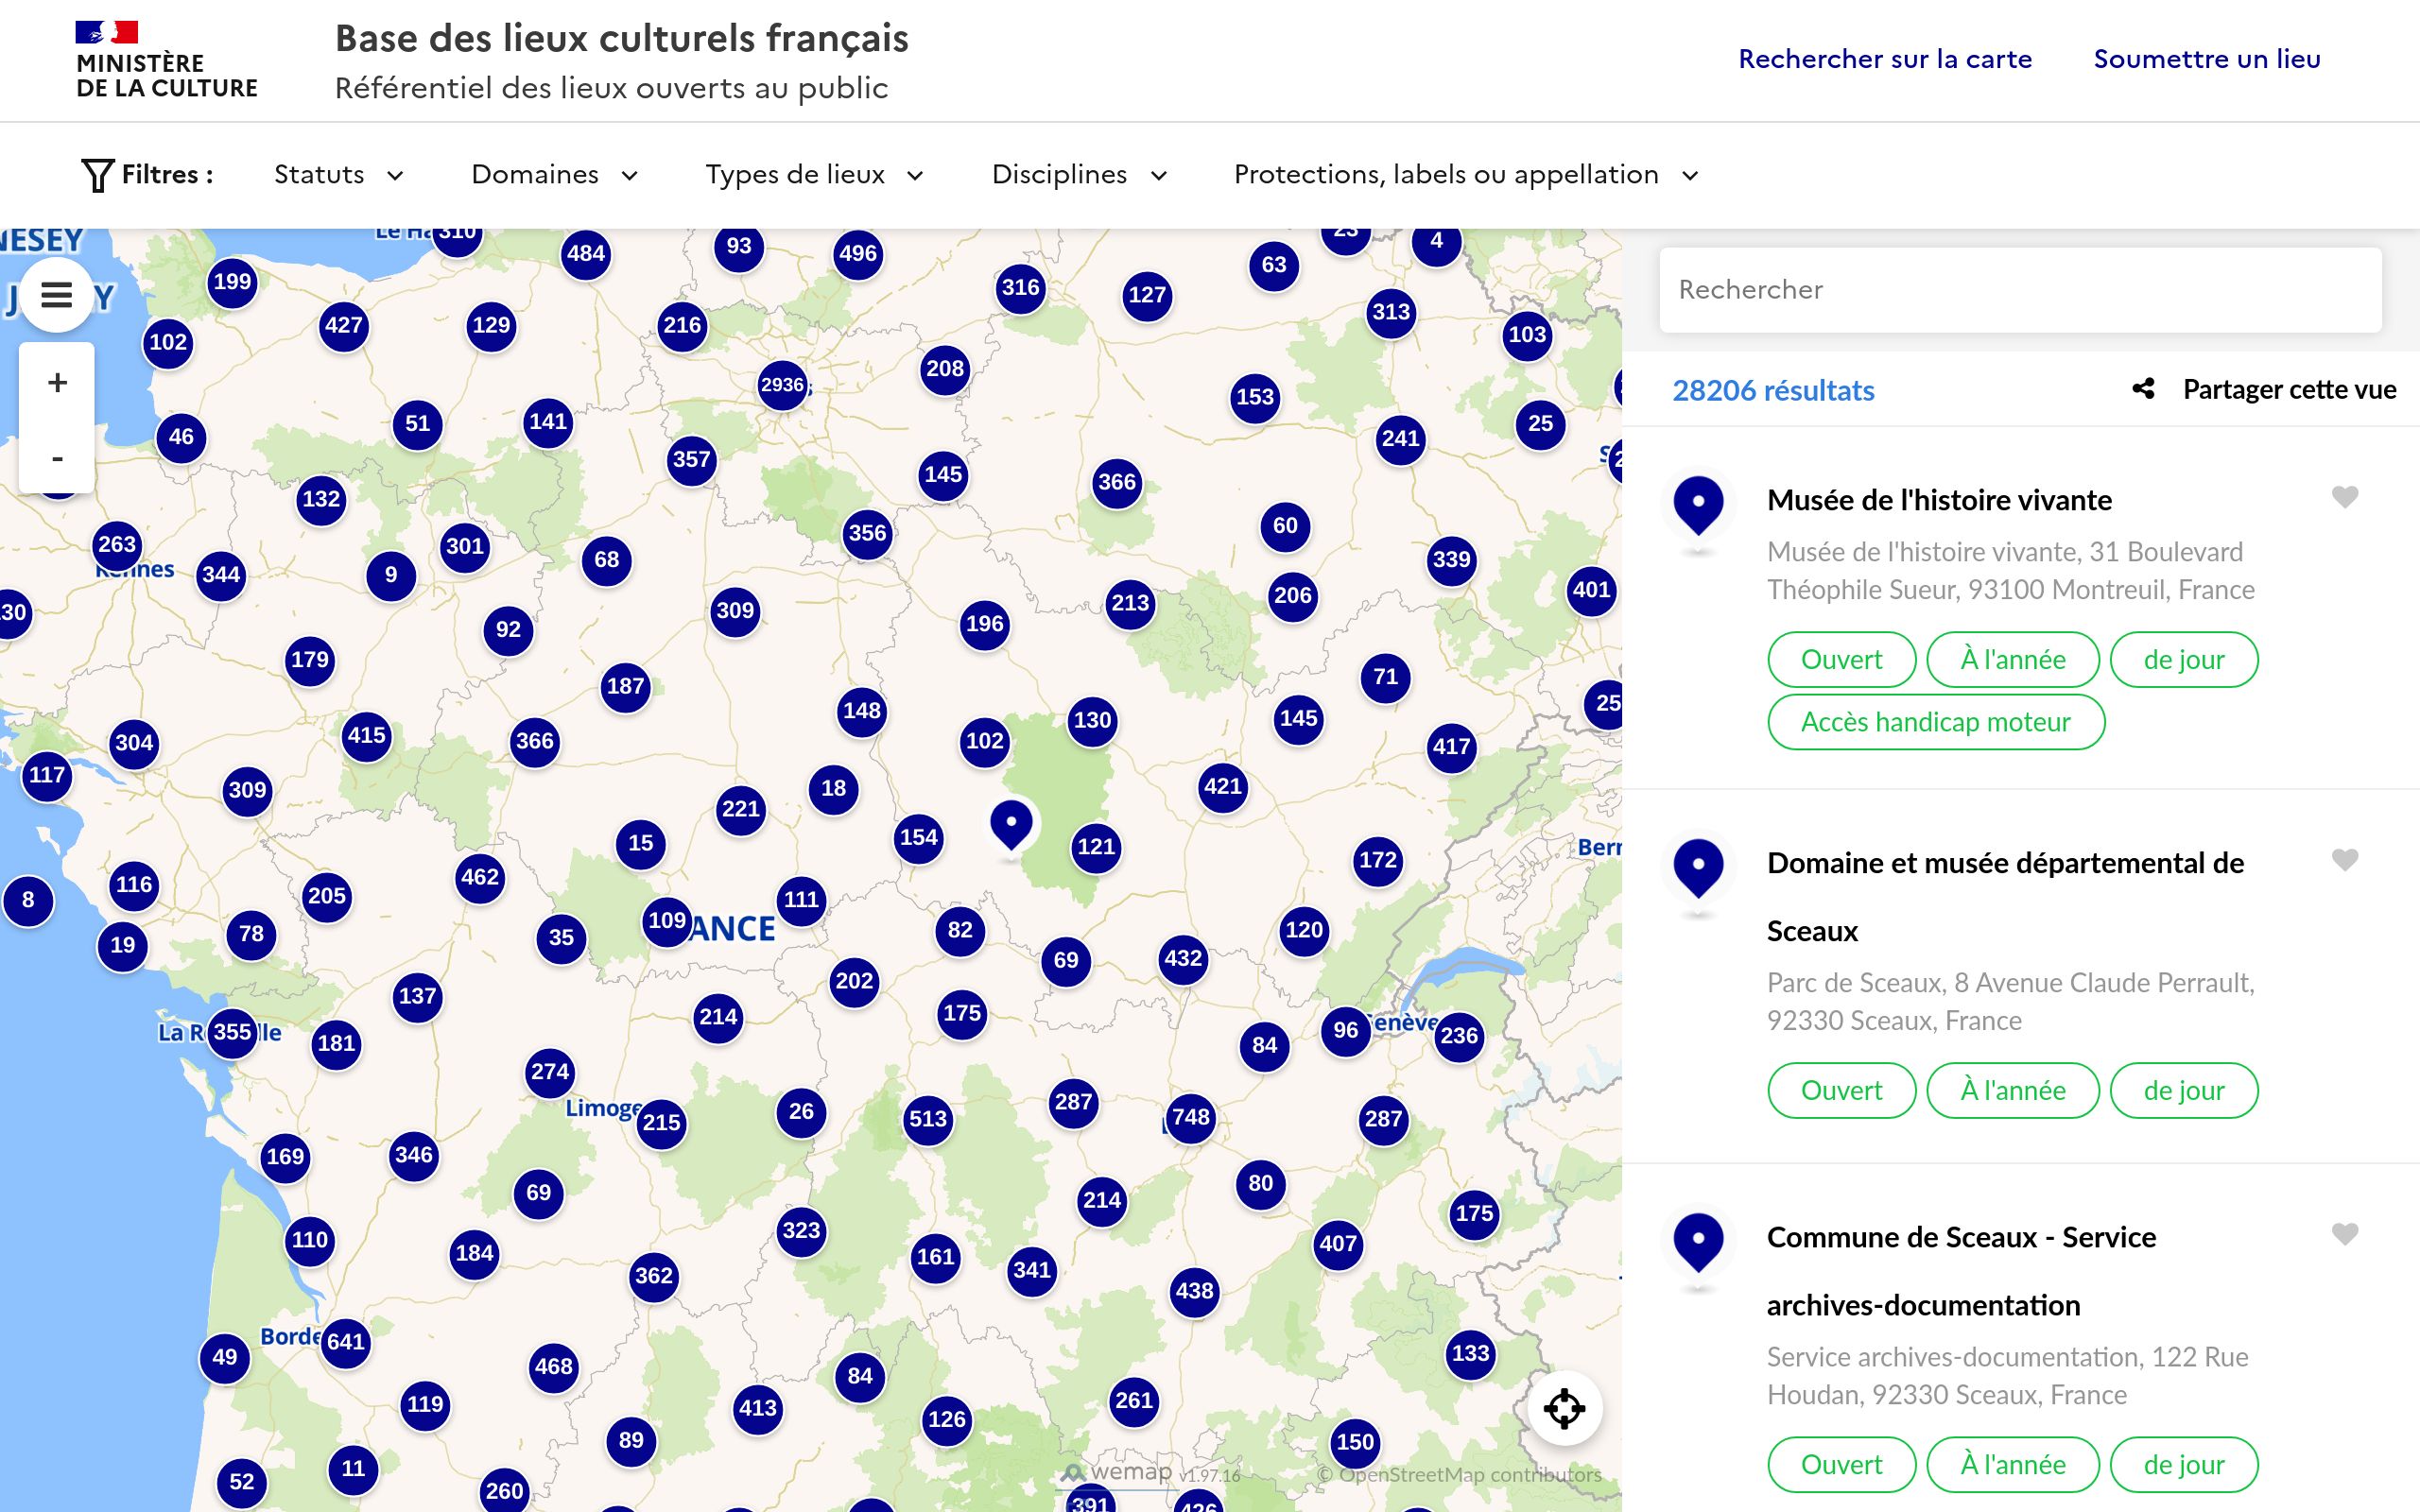 MINISTÈRE
DE LA CULTURE
Base des lieux culturels français
Référentiel des lieux ouverts au public
Rechercher sur la carte
Soumettre un lieu
Filtres :
Statuts
Domaines
Types de lieux
Disciplines
Protections, labels ou appellation
310
484
93
496
63
4
199
316
127
427
129
216
313
103
102
2936
208
153
+
46
51
141
25
241
-
357
145
366
132
356
60
263
301
68
339
Rennes
344
9
206
401
213
309
196
92
179
187
71
148
130
145
25
304
415
366
102
417
117
309
18
421
221
154
15
121
172
Bern
116
462
205
111
8
109
ANCE
35
82
120
78
19
69
432
202
137
214
175
La R
355
lle
181
96
enève
236
84
274
Limoge
215
26
513
287
748
287
169
346
69
80
214
175
110
184
323
407
161
341
362
438
Borde
641
49
468
84
133
119
413
261
126
89
150
52
11
260
wemap v1.97.16
© OpenStreetMap contributors
391
426
Rechercher
28206 résultats
Partager cette vue
Musée de l'histoire vivante
Musée de l'histoire vivante, 31 Boulevard
Théophile Sueur, 93100 Montreuil, France
Ouvert
À l'année
de jour
Accès handicap moteur
Domaine et musée départemental de
Sceaux
Parc de Sceaux, 8 Avenue Claude Perrault,
92330 Sceaux, France
Ouvert
À l'année
de jour
Commune de Sceaux - Service
archives-documentation
Service archives-documentation, 122 Rue
Houdan, 92330 Sceaux, France
Ouvert
À l'année
de jour